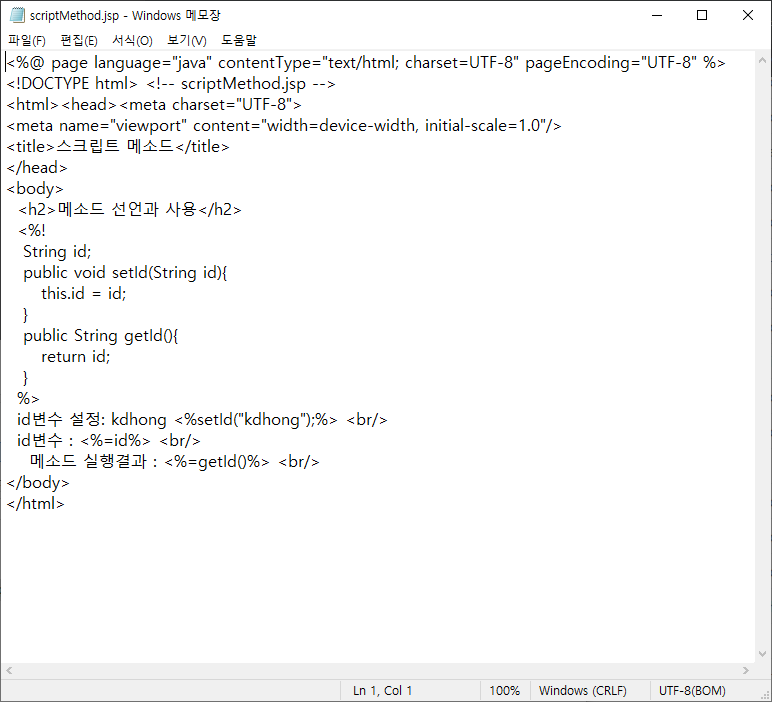 scriptMethod.jsp - Windows 메모장
파일(F) 편집(E) 서식(O) 보기(V) 도움말
<%@ page language="java" contentType="text/html; charset=UTF-8" pageEncoding="UTF-8" %>
<!DOCTYPE html> <!-- scriptMethod.jsp -->
<html><head><meta charset="UTF-8">
<meta name="viewport" content="width=device-width, initial-scale=1.0"/>
<title>스크립트 메소드</title>
</head>
<body>
<h2>메소드 선언과 사용</h2>
<%!
String id;
public void setId(String id){
this.id = id;
}
public String getId(){
return id;
}
%>
id변수 설정: kdhong <%setId("kdhong");%> <br/>
id변수 : <%=id%> <br/>
메소드 실행결과 : <%=getId()%> <br/>
</body>
</html>
Ln 1, Col 1 100% Windows (CRLF) UTF-8(BOM)